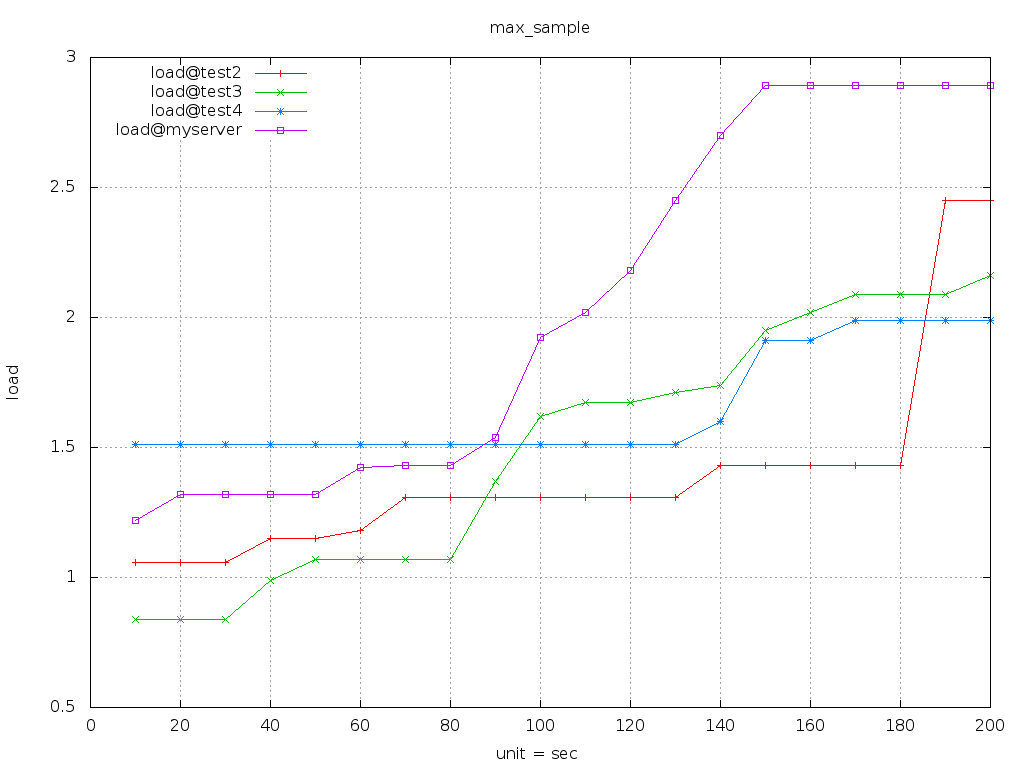 max_sample
load@test2
load@test3
load@test4
load@myserver
3
2.5
2
1.5
1
0.5
load
0 20 40 60 80 100 120 140 160 180 200
unit = sec